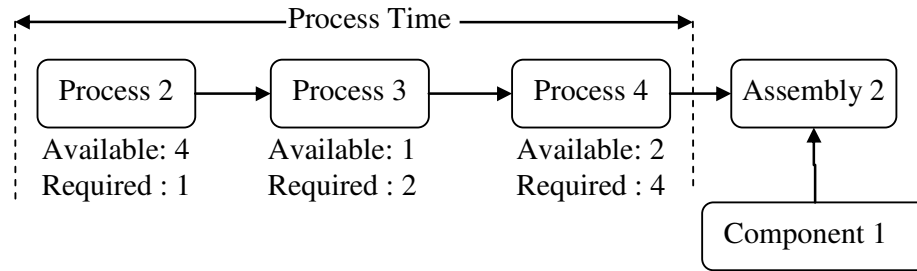 Process Time
Process 2
Process 3
Process 4
Assembly 2
Available: 4
Required : 1
Available: 1
Required : 2
Available: 2
Required : 4
Component 1